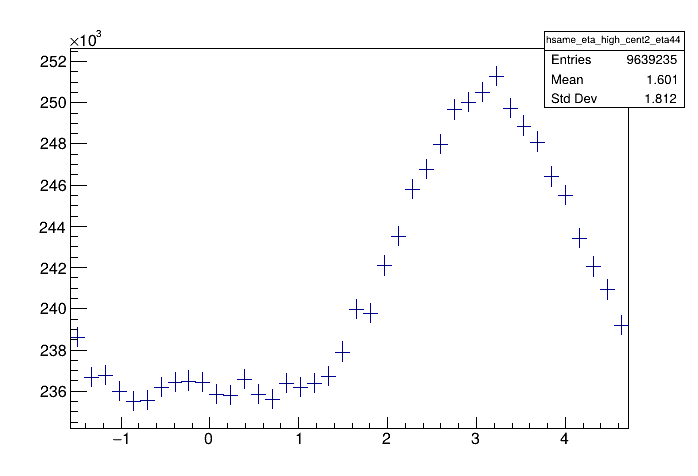 ×10³
hsame_eta_high_cent2_eta44
Entries 9639235
Mean 1.601
Std Dev 1.812
252
250
248
246
244
242
240
238
236
−1 0 1 2 3 4